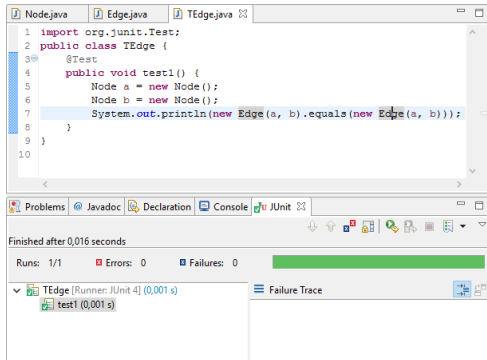 Node.java Edge.java TEdge.java
1 import org.junit.Test;
2 public class TEdge {
3 @Test
4 public void test1() {
5 Node a = new Node();
6 Node b = new Node();
7 System.out.println(new Edge(a, b).equals(new Edge(a, b)));
8 }
9 }
10
Problems @ Javadoc Declaration Console JUnit
Finished after 0,016 seconds
Runs: 1/1 Errors: 0 Failures: 0
TEdge [Runner: JUnit 4] (0,001 s) Failure Trace
test1 (0,001 s)